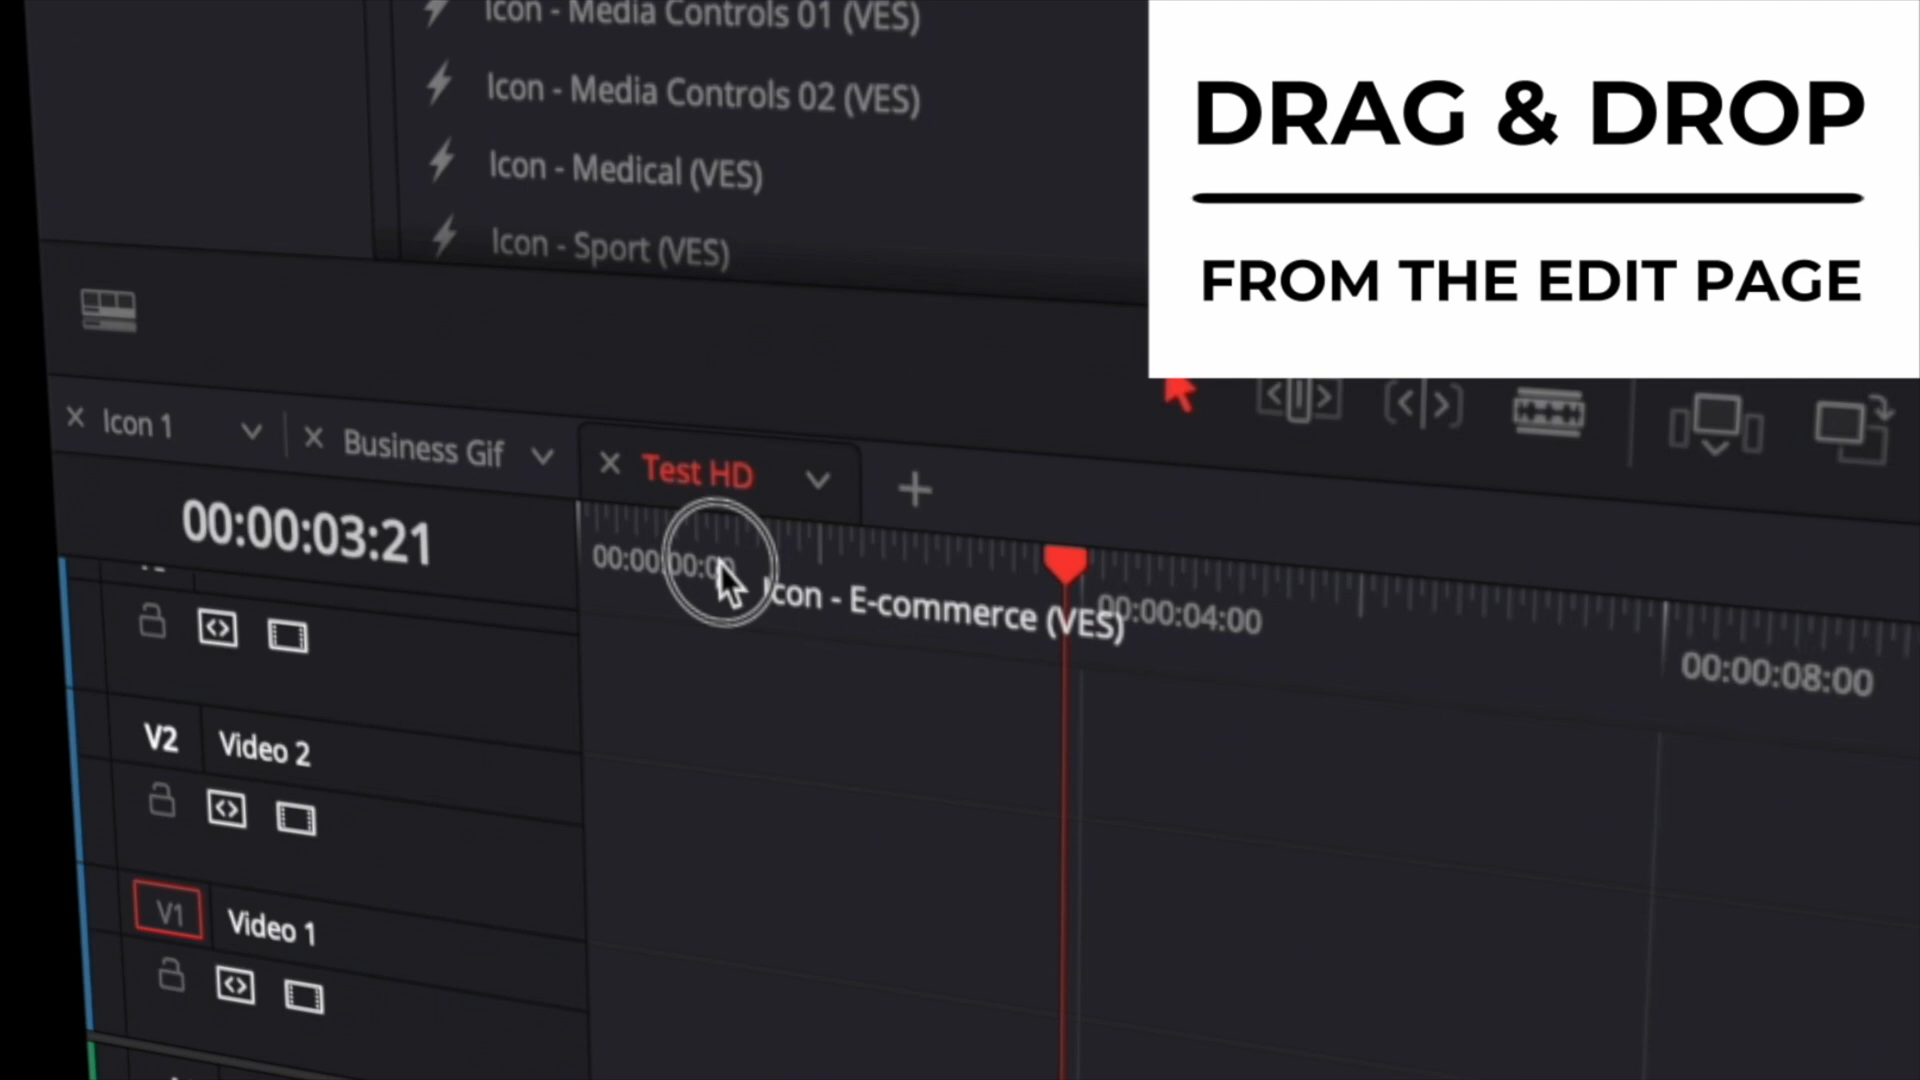 Icon - Media Controls 01 (VES)
Icon - Media Controls 02 (VES)
Icon - Medical (VES)
Icon - Sport (VES)
DRAG & DROP
FROM THE EDIT PAGE
Icon 1
Business Gif
Test HD
00:00:03:21
00:00:00:00
Icon - E-commerce (VES)
00:00:04:00
00:00:08:00
V2 Video 2
V1 Video 1